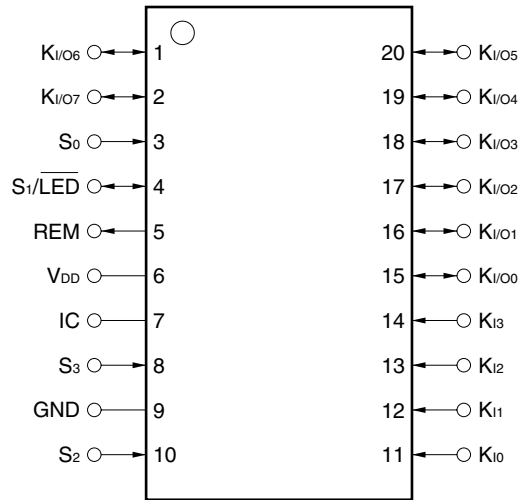 KI/O6 1 20 KI/O5
KI/O7 2 19 KI/O4
S0 3 18 KI/O3
S1/LED 4 17 KI/O2
REM 5 16 KI/O1
VDD 6 15 KI/O0
IC 7 14 KI3
S3 8 13 KI2
GND 9 12 KI1
S2 10 11 KI0